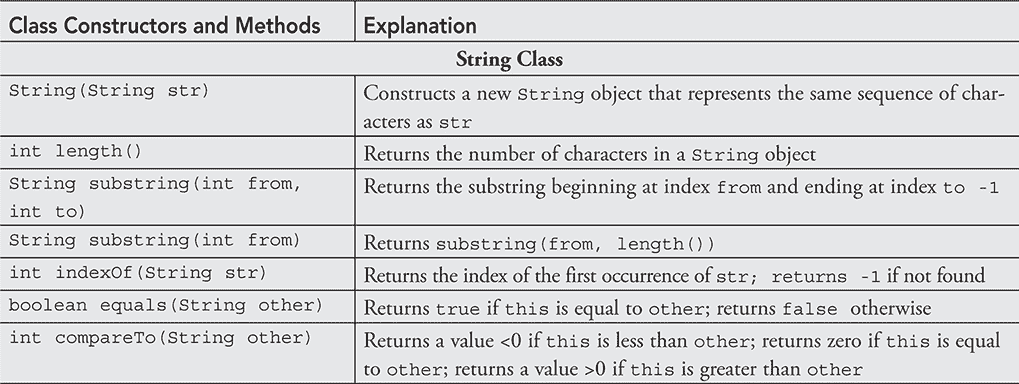 Class Constructors and Methods Explanation
String Class
String(String str) Constructs a new String object that represents the same sequence of char-
acters as str
int length() Returns the number of characters in a String object
String substring(int from, Returns the substring beginning at index from and ending at index to -1
int to)
String substring(int from) Returns substring(from, length())
int indexOf(String str) Returns the index of the first occurrence of str; returns -1 if not found
boolean equals(String other) Returns true if this is equal to other; returns false otherwise
int compareTo(String other) Returns a value <0 if this is less than other; returns zero if this is equal
to other; returns a value >0 if this is greater than other